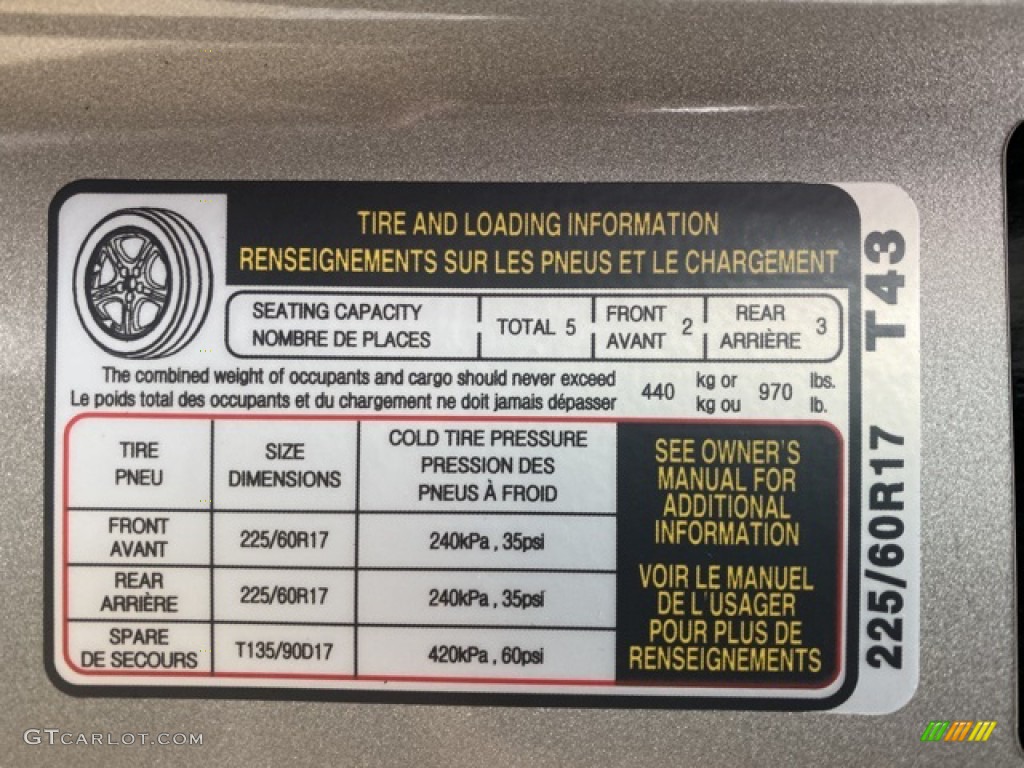 TIRE AND LOADING INFORMATION
RENSEIGNEMENTS SUR LES PNEUS ET LE CHARGEMENT
SEATING CAPACITY
NOMBRE DE PLACES
TOTAL 5
FRONT
AVANT
2
REAR
ARRIÈRE
3
The combined weight of occupants and cargo should never exceed
Le poids total des occupants et du chargement ne doit jamais dépasser
440
kg or
kg ou
970
lbs.
lb.
TIRE
PNEU
SIZE
DIMENSIONS
COLD TIRE PRESSURE
PRESSION DES
PNEUS À FROID
FRONT
AVANT
225/60R17
240kPa , 35psi
REAR
ARRIÈRE
225/60R17
240kPa , 35psi
SPARE
DE SECOURS
T135/90D17
420kPa , 60psi
SEE OWNER'S
MANUAL FOR
ADDITIONAL
INFORMATION
VOIR LE MANUEL
DE L'USAGER
POUR PLUS DE
RENSEIGNEMENTS
225/60R17 T43
GTCARLOT.COM